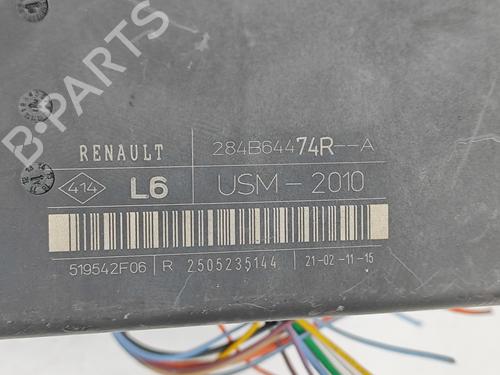 B-PARTS
RENAULT 284B64474R--A
414 L6 USM-2010
519542F06 R 2505235144 21-02-11-15